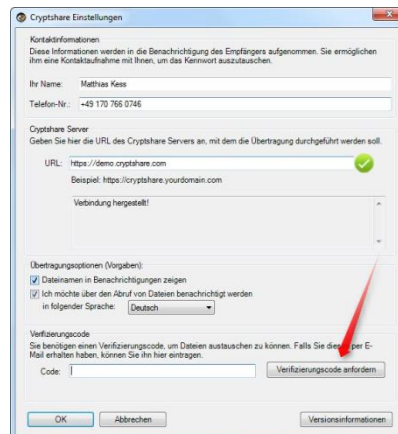 Cryptshare Einstellungen
Kontaktinformationen
Diese Informationen werden in die Benachrichtigung des Empfängers aufgenommen. Sie ermöglichen
ihm eine Kontaktaufnahme mit Ihnen, um das Kennwort auszutauschen.
Ihr Name: Matthias Kess
Telefon-Nr.: +49 170 766 0746
Cryptshare Server
Geben Sie hier die URL des Cryptshare Servers an, mit dem die Übertragung durchgeführt werden soll.
URL: https://demo.cryptshare.com
Beispiel: https://cryptshare.yourdomain.com
Verbindung hergestellt!
Übertragungsoptionen (Vorgaben):
Dateinamen in Benachrichtigungen zeigen
Ich möchte über den Abruf von Dateien benachrichtigt werden
in folgender Sprache: Deutsch
Verifizierungscode
Sie benötigen einen Verifizierungscode, um Dateien austauschen zu können. Falls Sie diesen per E-
Mail erhalten haben, können Sie ihn hier eintragen.
Code: Verifizierungscode anfordern
OK Abbrechen Versionsinformationen